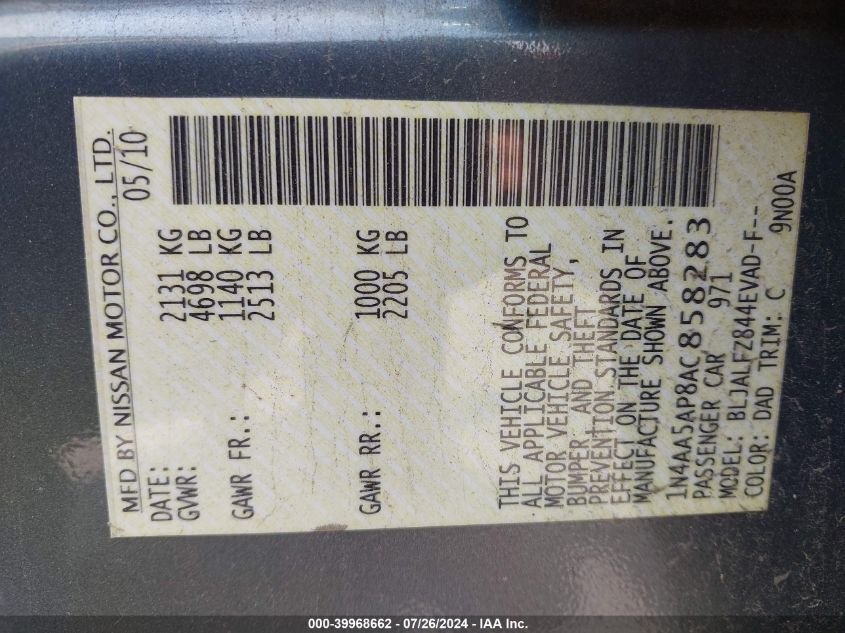 MFD BY NISSAN MOTOR CO., LTD.
DATE: 05/10
GVWR: 2131 KG
4698 LB
GAWR FR.: 1140 KG
2513 LB
GAWR RR.: 1000 KG
2205 LB
THIS VEHICLE CONFORMS TO
ALL APPLICABLE FEDERAL
MOTOR VEHICLE SAFETY,
BUMPER, AND THEFT
PREVENTION STANDARDS IN
EFFECT ON THE DATE OF
MANUFACTURE SHOWN ABOVE.
1N4AA5AP8AC858283
PASSENGER CAR 971
MODEL: BLJALFZ844EVAD-F--
COLOR: DAD TRIM: C 9N00A
000-39968662 - 07/26/2024 - IAA Inc.